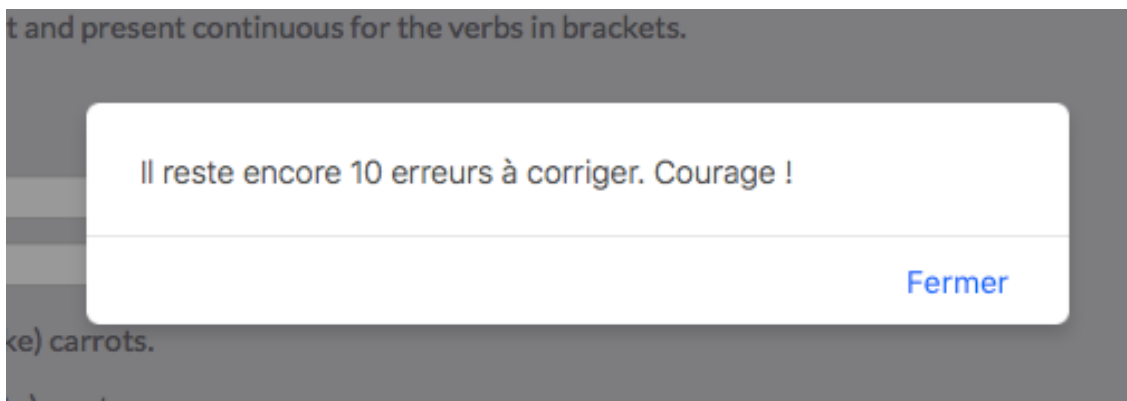 t and present continuous for the verbs in brackets.
Il reste encore 10 erreurs à corriger. Courage !
Fermer
ke) carrots.